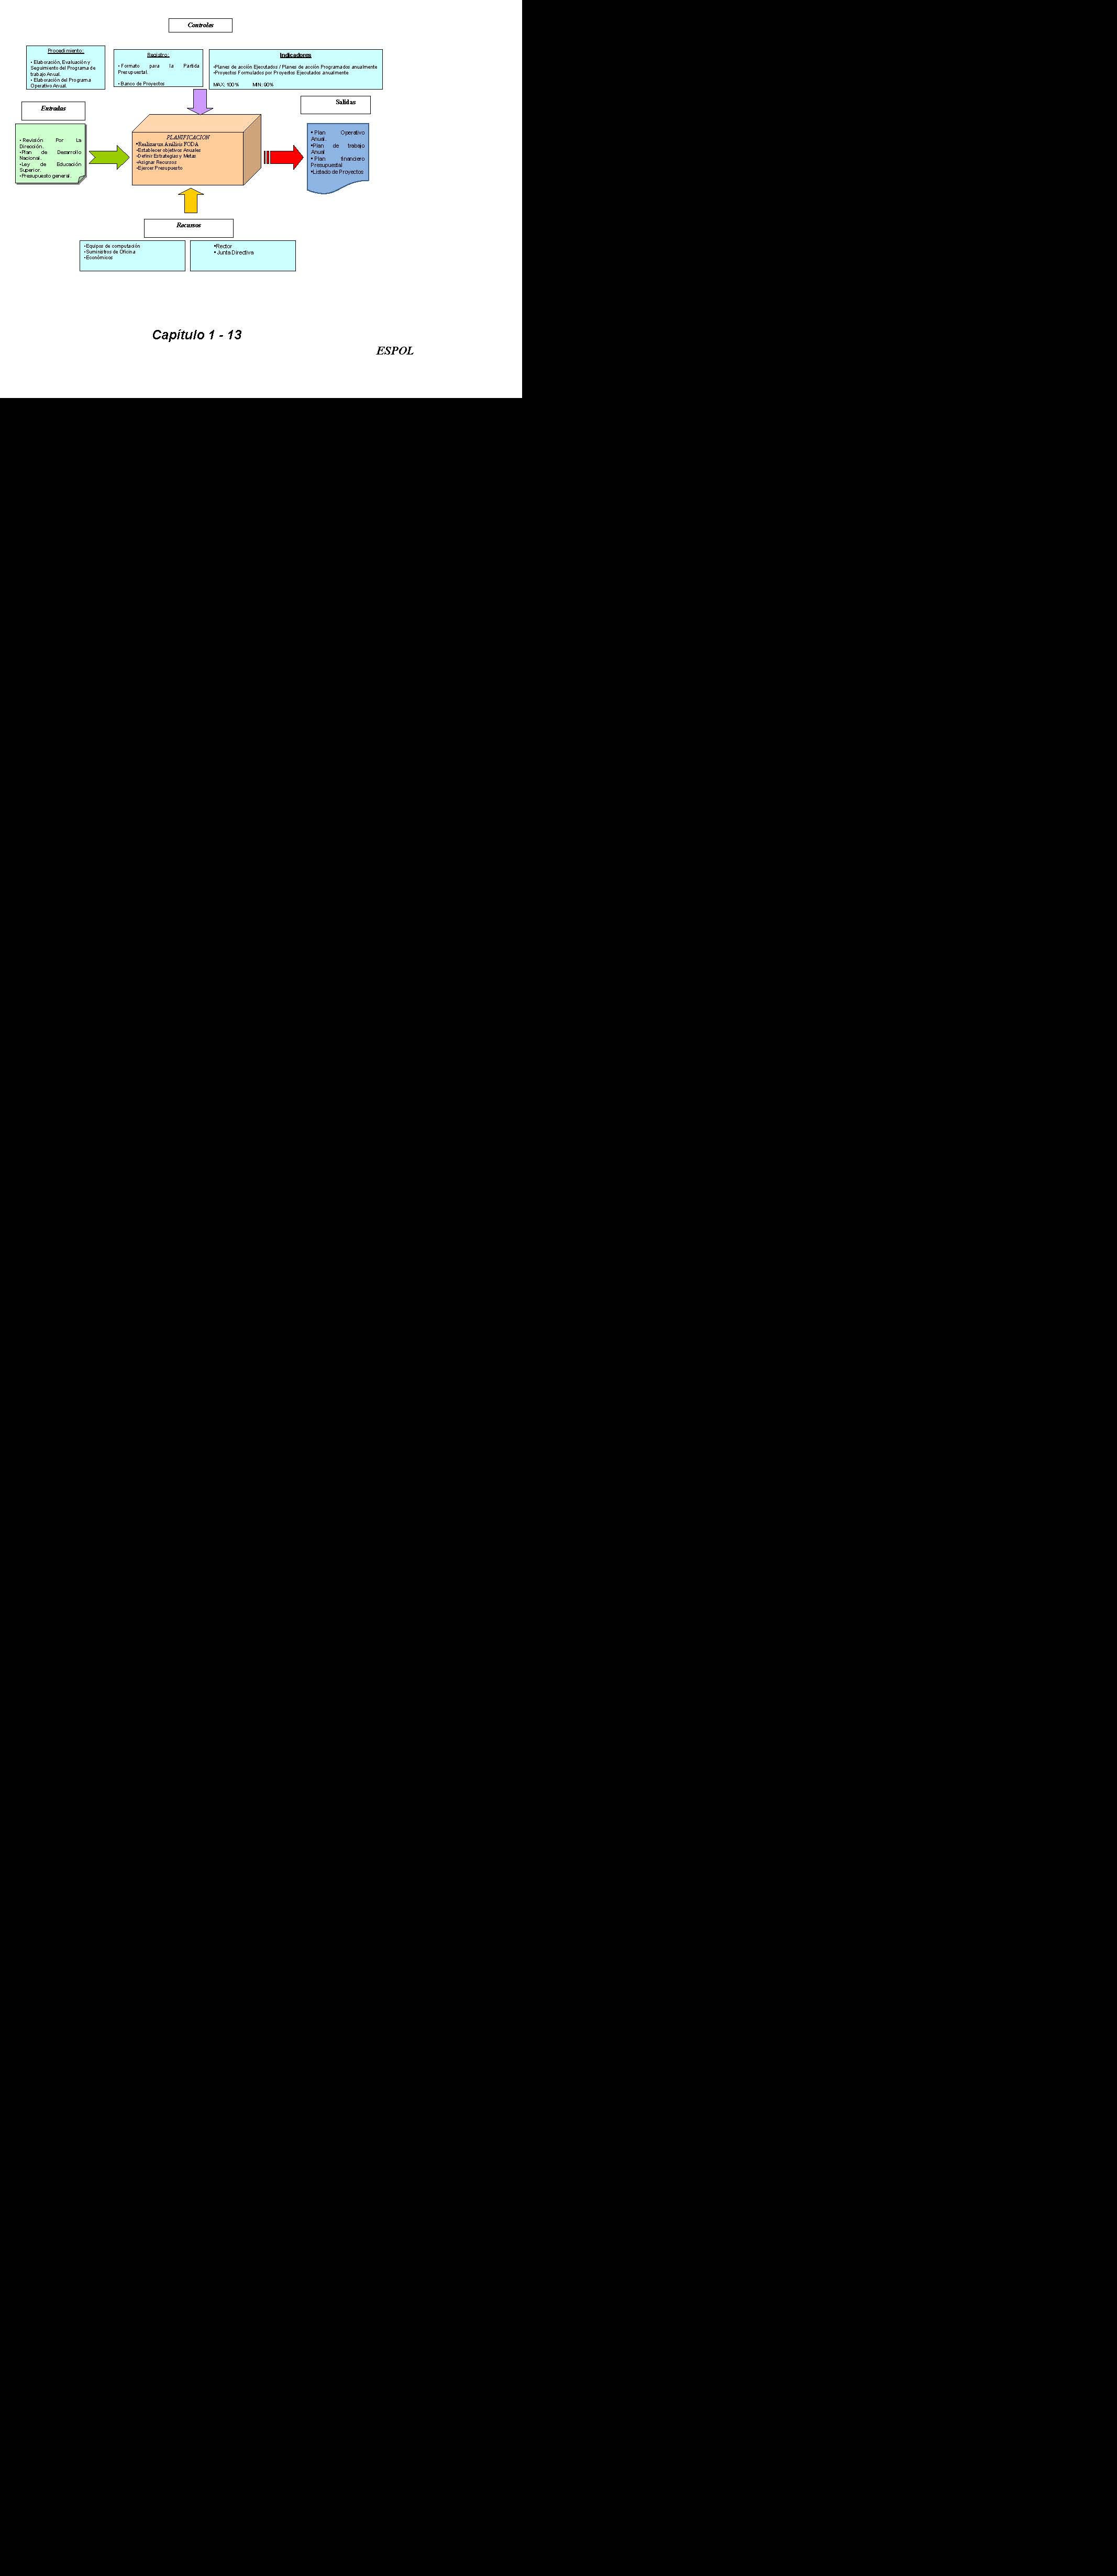 Controles
Procedimiento:
• Elaboración, Evaluación y
Seguimiento del Programa de
trabajo Anual.
• Elaboración del Programa
Operativo Anual.
Registro:
• Formato para la Partida
Presupuestal.
• Banco de Proyectos
Indicadores
•Planes de acción Ejecutados / Planes de acción Programados anualmente
•Proyectos Formulados por Proyectos Ejecutados anualmente
MAX: 100% MIN: 90%
Entradas
• Revisión Por La
Dirección.
•Plan de Desarrollo
Nacional.
•Ley de Educación
Superior.
•Presupuesto general.
PLANIFICACION
•Realizar un Análisis FODA
•Establecer objetivos Anuales
•Definir Estrategias y Metas
•Asignar Recursos
•Ejercer Presupuesto
Salidas
• Plan Operativo
Anual.
•Plan de trabajo
Anual
• Plan financiero
Presupuestal
•Listado de Proyectos
Recursos
•Equipos de computación
•Sumisistros de Oficina
•Económicos
•Rector
• Junta Directiva
Capítulo 1 - 13
ESPOL